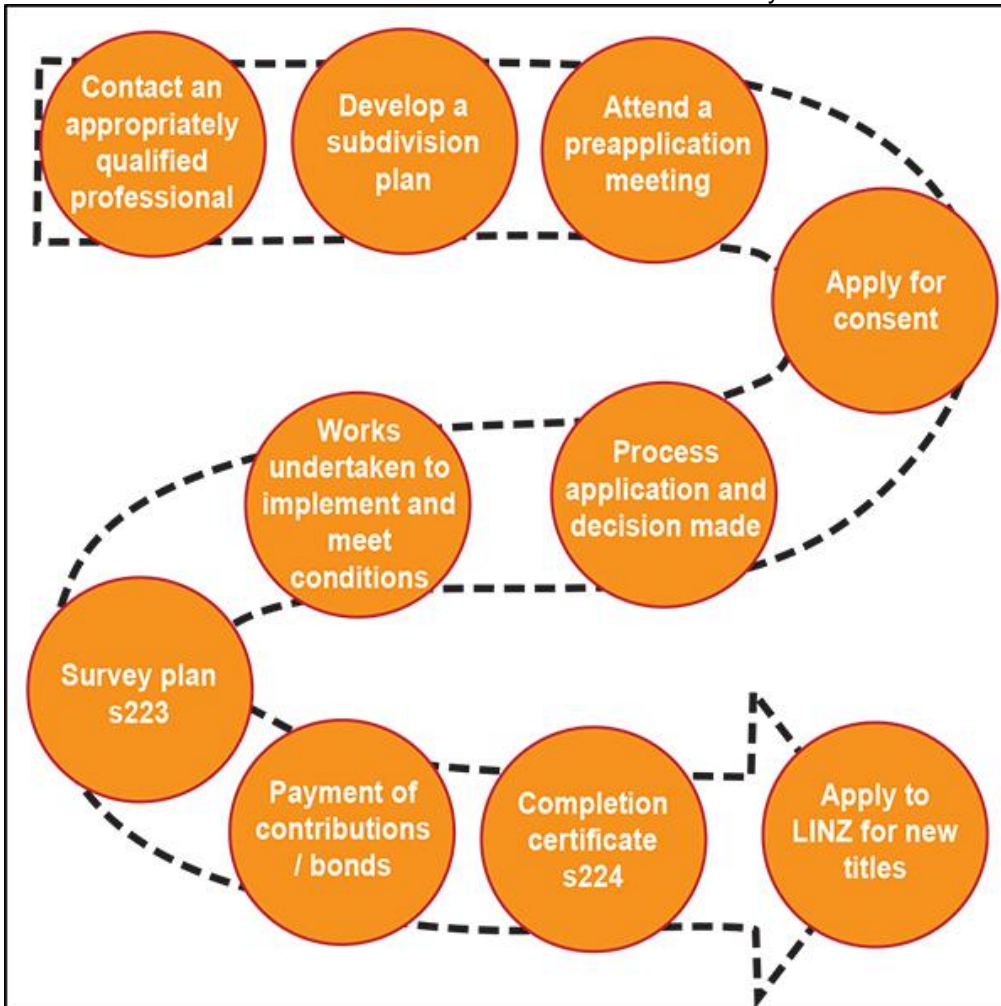 Contact an
appropriately
qualified
professional
Develop a
subdivision
plan
Attend a
preapplication
meeting
Apply for
consent
Process
application and
decision made
Works
undertaken to
implement and
meet
conditions
Survey plan
s223
Payment of
contributions
/ bonds
Completion
certificate
s224
Apply to
LINZ for new
titles